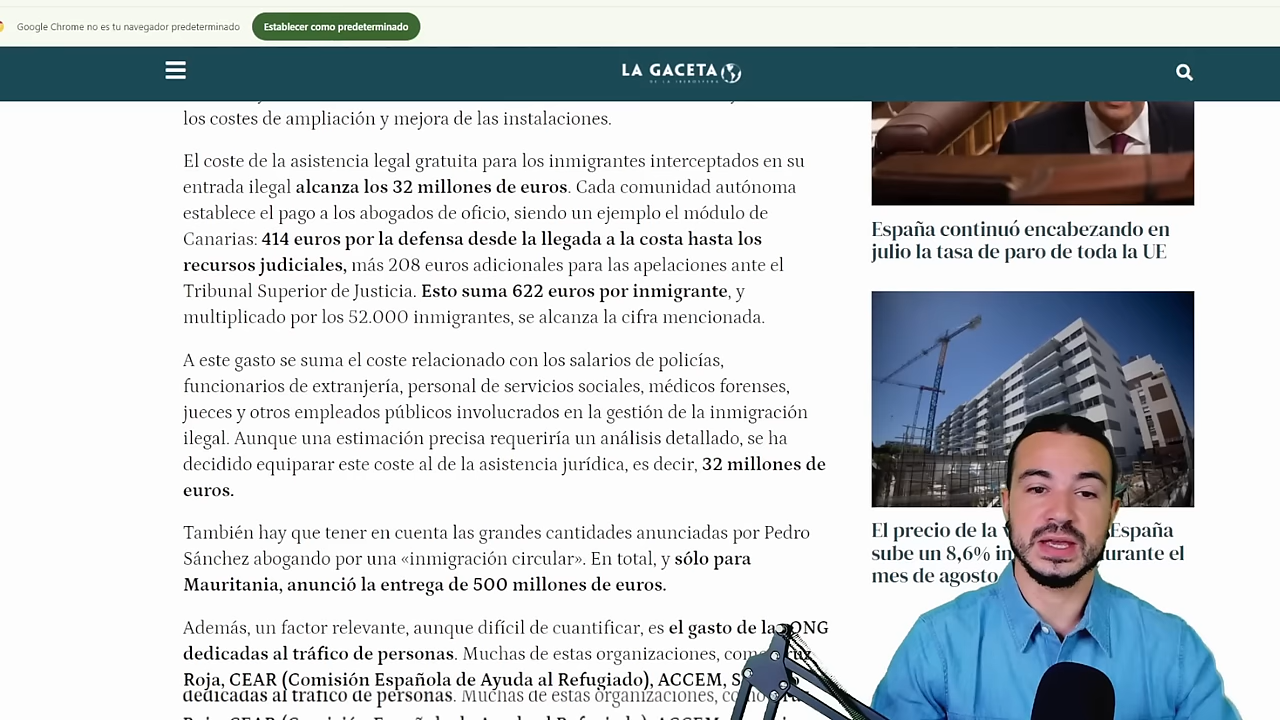 Google Chrome no es tu navegador predeterminado
Establecer como predeterminado
LA GACETA
los costes de ampliación y mejora de las instalaciones.
El coste de la asistencia legal gratuita para los inmigrantes interceptados en su
entrada ilegal alcanza los 32 millones de euros. Cada comunidad autónoma
establece el pago a los abogados de oficio, siendo un ejemplo el módulo de
Canarias: 414 euros por la defensa desde la llegada a la costa hasta los
recursos judiciales, más 208 euros adicionales para las apelaciones ante el
Tribunal Superior de Justicia. Esto suma 622 euros por inmigrante, y
multiplicado por los 52.000 inmigrantes, se alcanza la cifra mencionada.
A este gasto se suma el coste relacionado con los salarios de policías,
funcionarios de extranjería, personal de servicios sociales, médicos forenses,
jueces y otros empleados públicos involucrados en la gestión de la inmigración
ilegal. Aunque una estimación precisa requeriría un análisis detallado, se ha
decidido equiparar este coste al de la asistencia jurídica, es decir, 32 millones de
euros.
También hay que tener en cuenta las grandes cantidades anunciadas por Pedro
Sánchez abogando por una «inmigración circular». En total, y sólo para
Mauritania, anunció la entrega de 500 millones de euros.
Además, un factor relevante, aunque difícil de cuantificar, es el gasto de la ONG
dedicadas al tráfico de personas. Muchas de estas organizaciones, como
Roja, CEAR (Comisión Española de Ayuda al Refugiado), ACCEM,
dedicadas al tráfico de personas. Muchas de estas organizaciones,
España continuó encabezando en
julio la tasa de paro de toda la UE
El precio de la España
sube un 8,6% durante el
mes de agosto